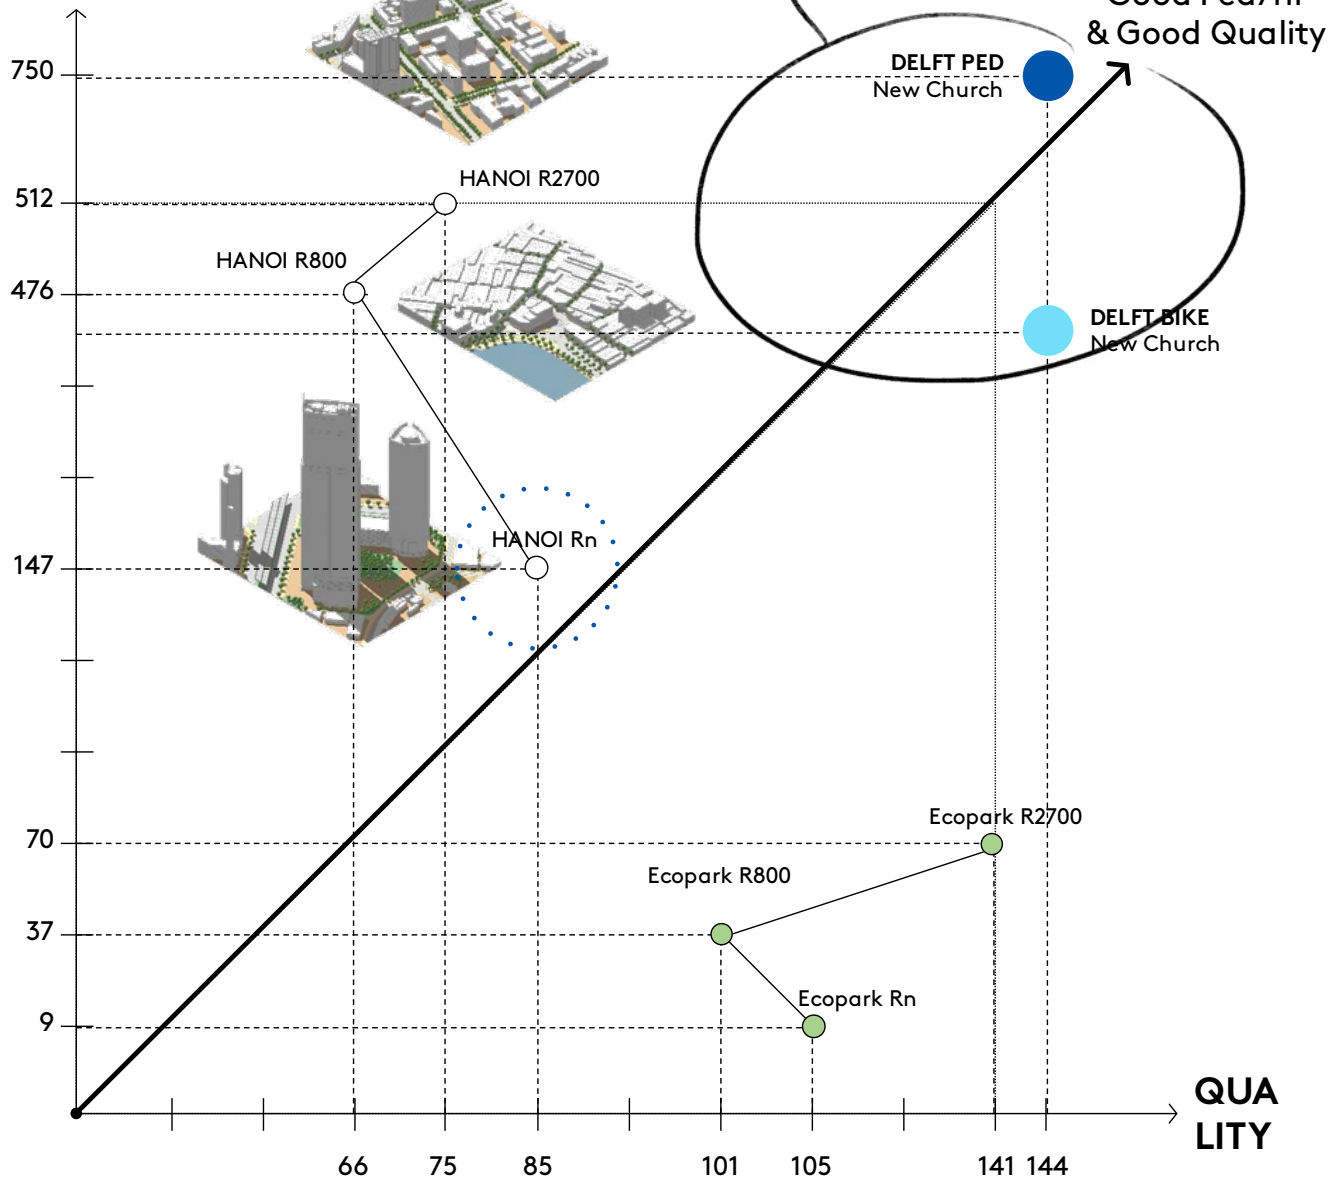 & Good Quality
750
DELFT PED
New Church
512
HANOI R2700
HANOI R800
476
DELFT BIKE
New Church
HANOI Rn
147
Ecopark R2700
70
Ecopark R800
37
Ecopark Rn
9
QUA
LITY
66 75 85 101 105 141 144